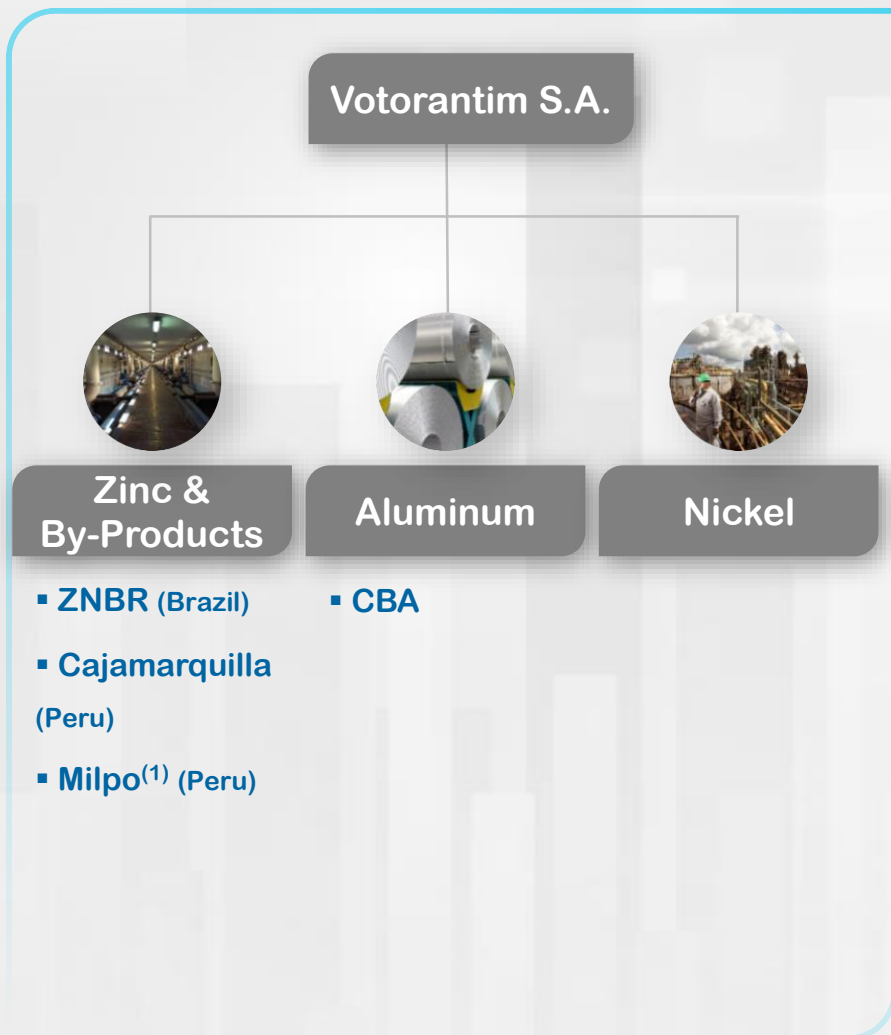 Votorantim S.A.
Zinc &
By-Products
Aluminum
Nickel
▪ ZNBR (Brazil)
▪ Cajamarquilla
(Peru)
▪ Milpo(1) (Peru)
▪ CBA